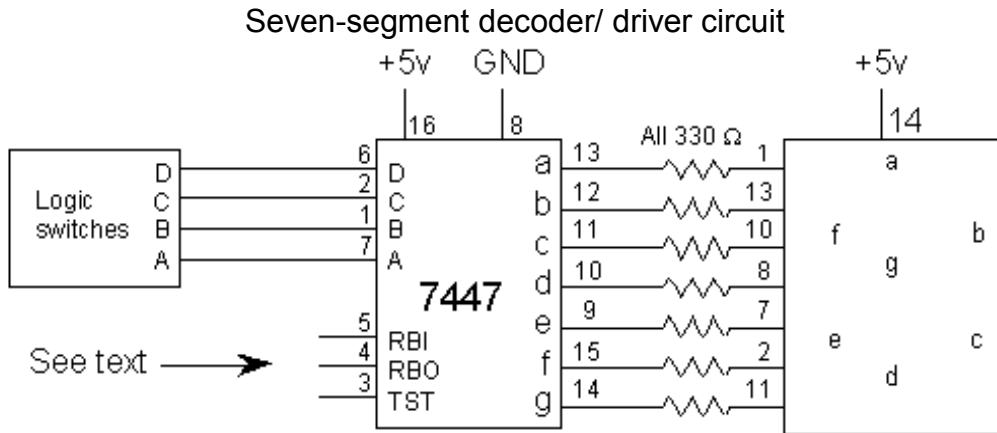 Seven-segment decoder/ driver circuit
+5v GND +5v
16 8 14
All 330 Ω
D 6 D a 13 1 a
Logic C 2 C b 12 13
switches B 1 B c 11 10 f b
A 7 A d 10 8 g
7447 e 9 7
5 RBI e c
See text 4 RBO f 15 2 d
3 TST g 14 11